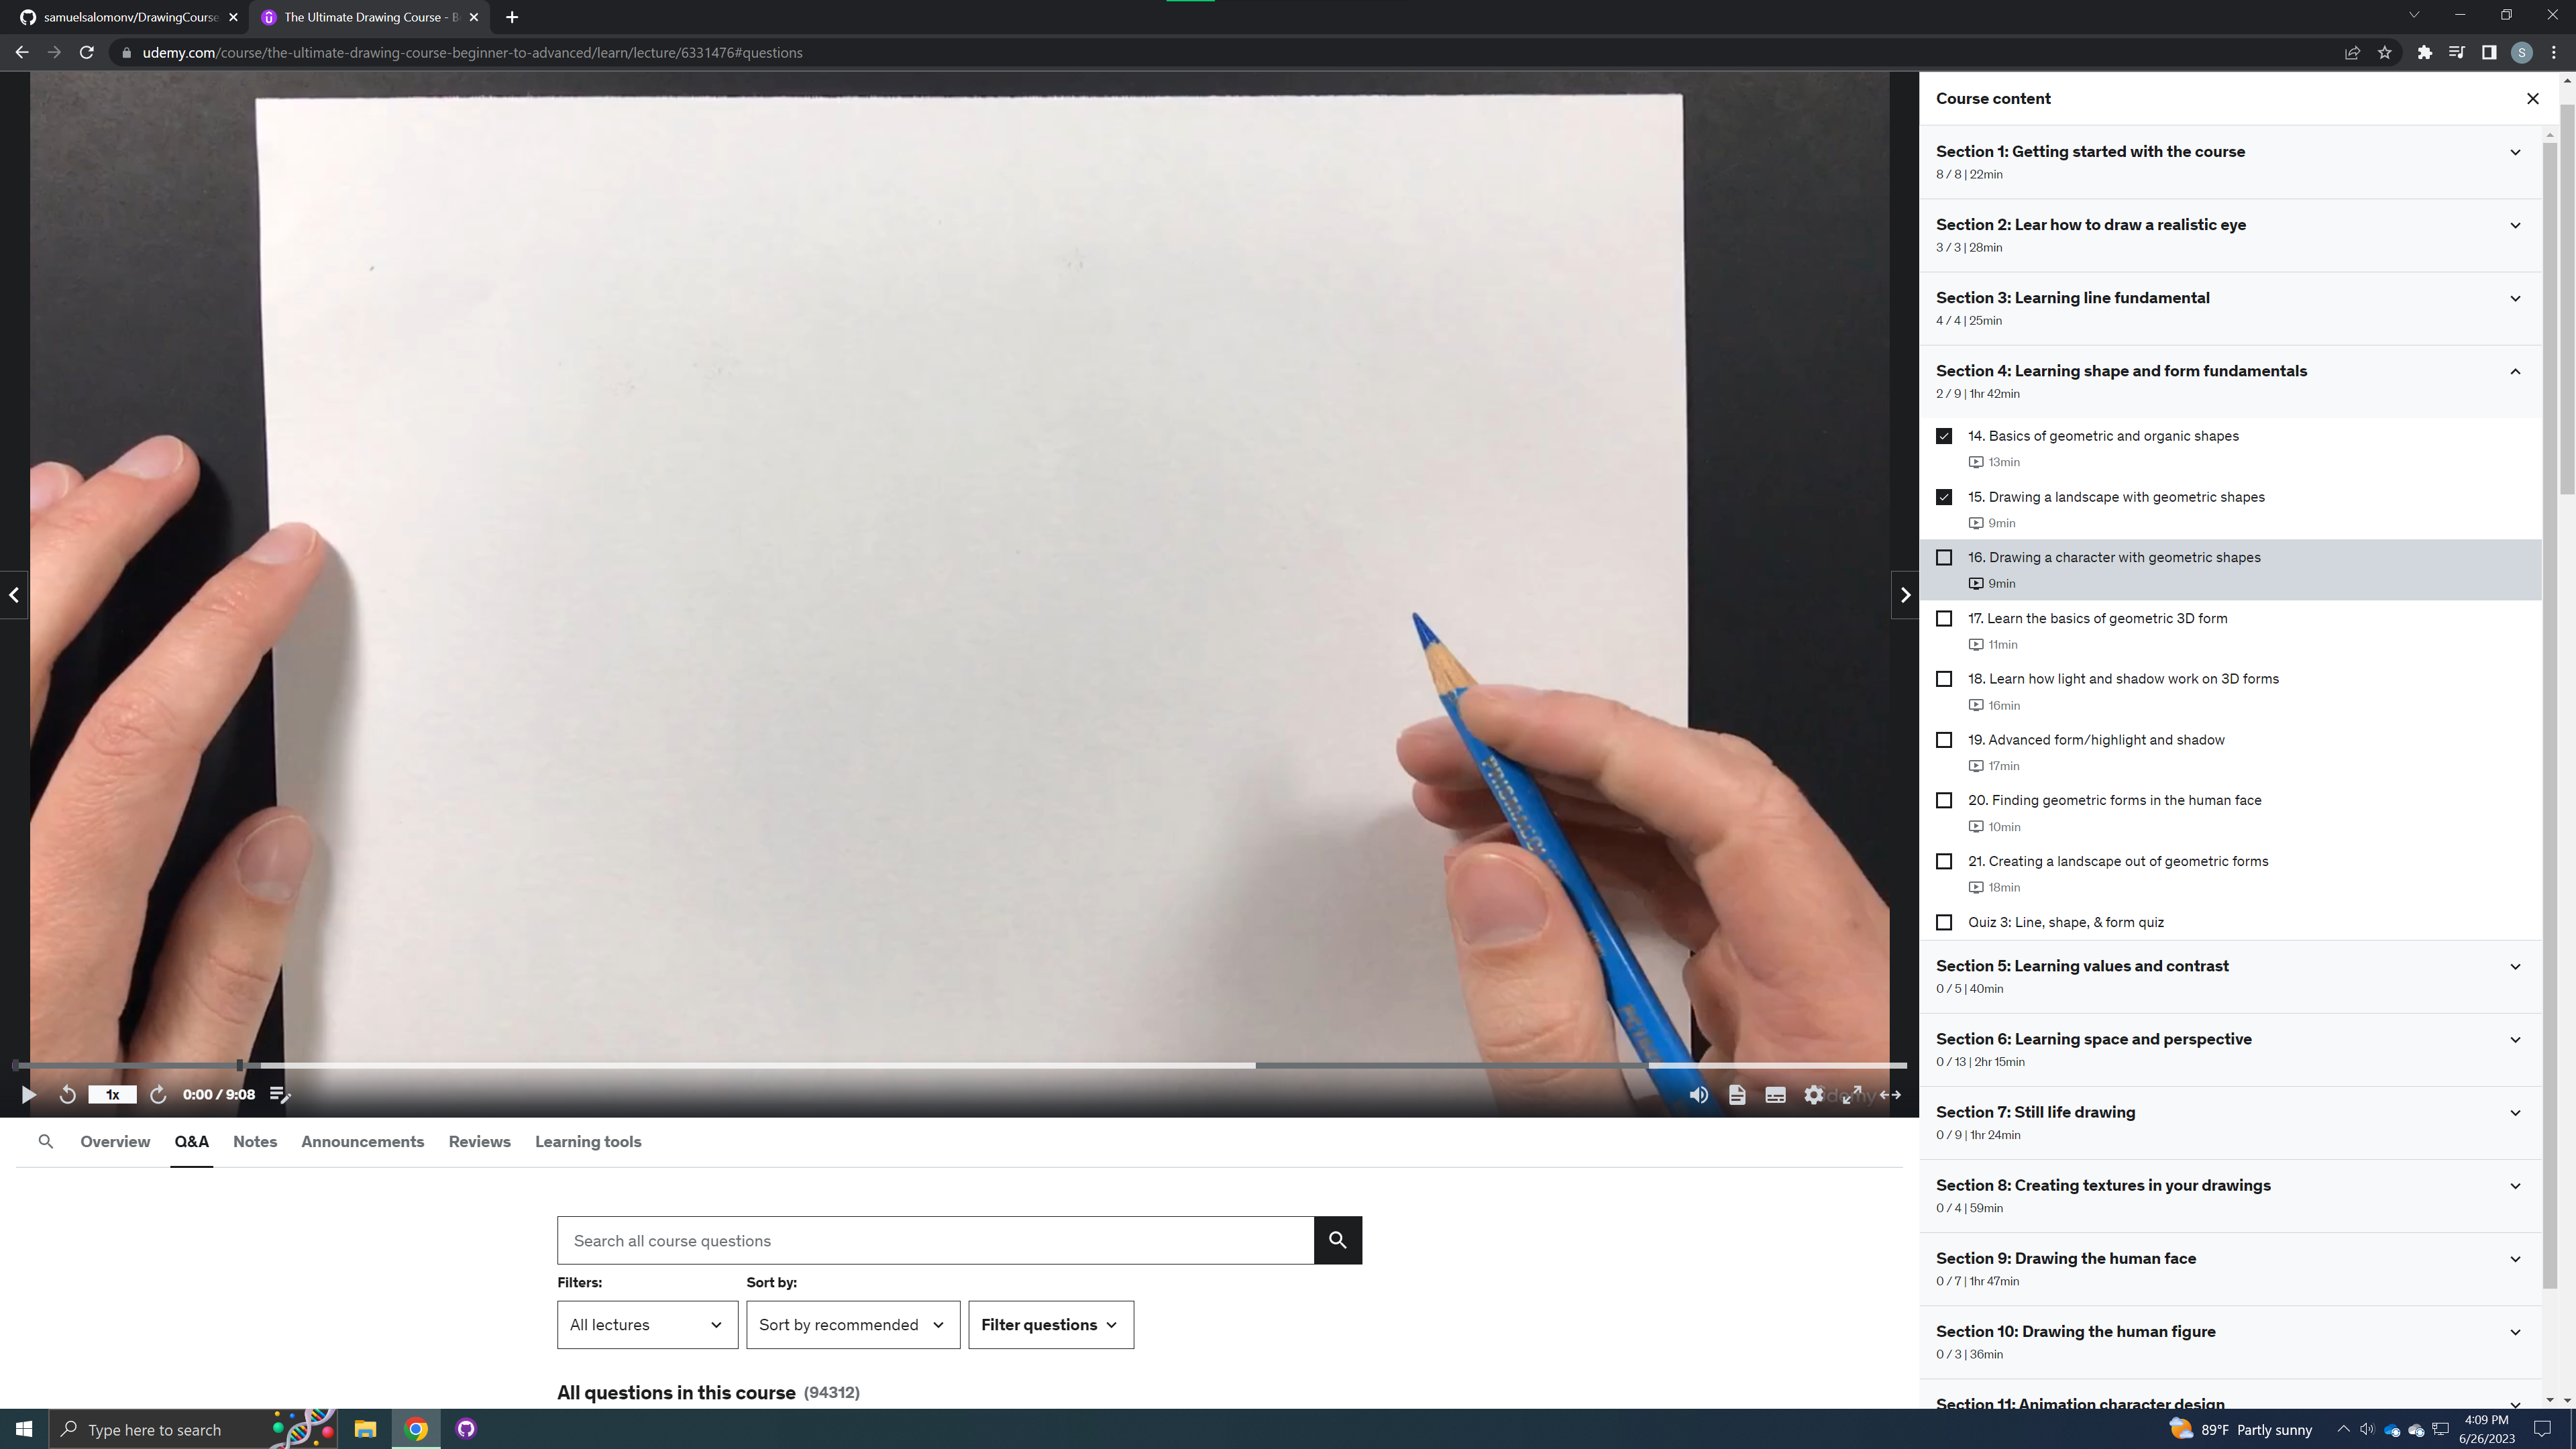 samuelsalomonv/DrawingCourse
The Ultimate Drawing Course - B
udemy.com/course/the-ultimate-drawing-course-beginner-to-advanced/learn/lecture/6331476#questions
S
1x
0:00 / 9:08
Overview
Q&A
Notes
Announcements
Reviews
Learning tools
Search all course questions
Filters:
Sort by:
All lectures
Sort by recommended
Filter questions
All questions in this course (94312)
Course content
Section 1: Getting started with the course
8 / 8 | 22min
Section 2: Lear how to draw a realistic eye
3 / 3 | 28min
Section 3: Learning line fundamental
4 / 4 | 25min
Section 4: Learning shape and form fundamentals
2 / 9 | 1hr 42min
14. Basics of geometric and organic shapes
13min
15. Drawing a landscape with geometric shapes
9min
16. Drawing a character with geometric shapes
9min
17. Learn the basics of geometric 3D form
11min
18. Learn how light and shadow work on 3D forms
16min
19. Advanced form/highlight and shadow
17min
20. Finding geometric forms in the human face
10min
21. Creating a landscape out of geometric forms
18min
Quiz 3: Line, shape, & form quiz
Section 5: Learning values and contrast
0 / 5 | 40min
Section 6: Learning space and perspective
0 / 13 | 2hr 15min
Section 7: Still life drawing
0 / 9 | 1hr 24min
Section 8: Creating textures in your drawings
0 / 4 | 59min
Section 9: Drawing the human face
0 / 7 | 1hr 47min
Section 10: Drawing the human figure
0 / 3 | 36min
Section 11: Animation character design
Type here to search
89°F Partly sunny
4:09 PM
6/26/2023